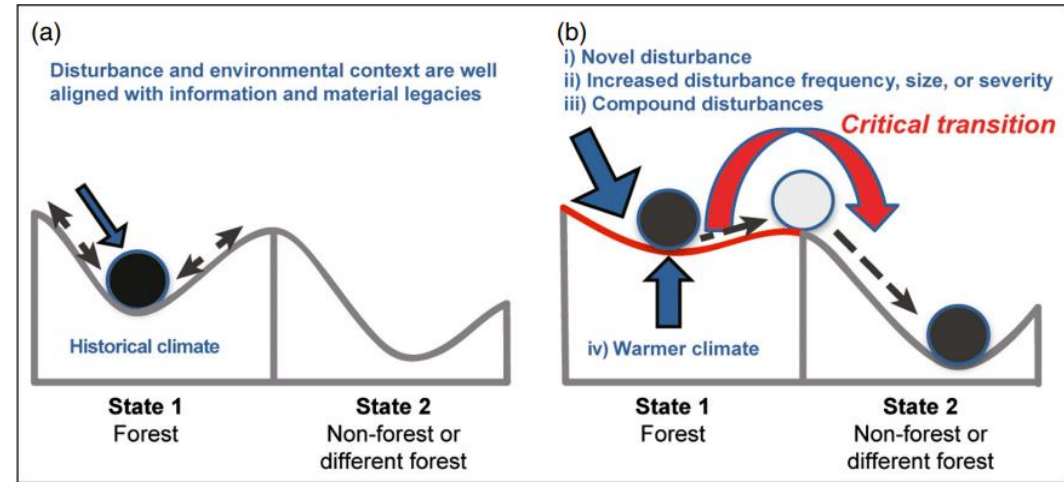 (a)
Disturbance and environmental context are well
aligned with information and material legacies
Historical climate
State 1
Forest
State 2
Non-forest or
different forest
(b)
i) Novel disturbance
ii) Increased disturbance frequency, size, or severity
iii) Compound disturbances
Critical transition
iv) Warmer climate
State 1
Forest
State 2
Non-forest or
different forest